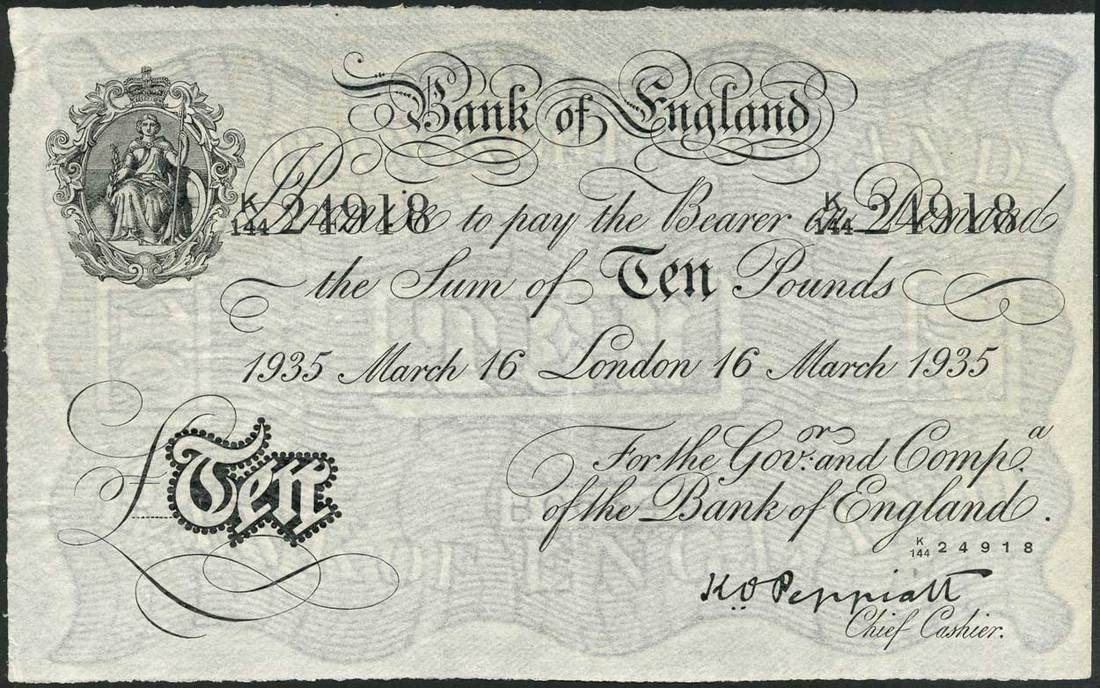 Bank of England
K/144 24918 K/144 24918
I Promise to pay the Bearer on Demand
the Sum of Ten Pounds
1935 March 16 London 16 March 1935
£ Ten
For the Govr. and Compa.
of the Bank of England.
K/144 24918
K.O. Peppiatt
Chief Cashier.